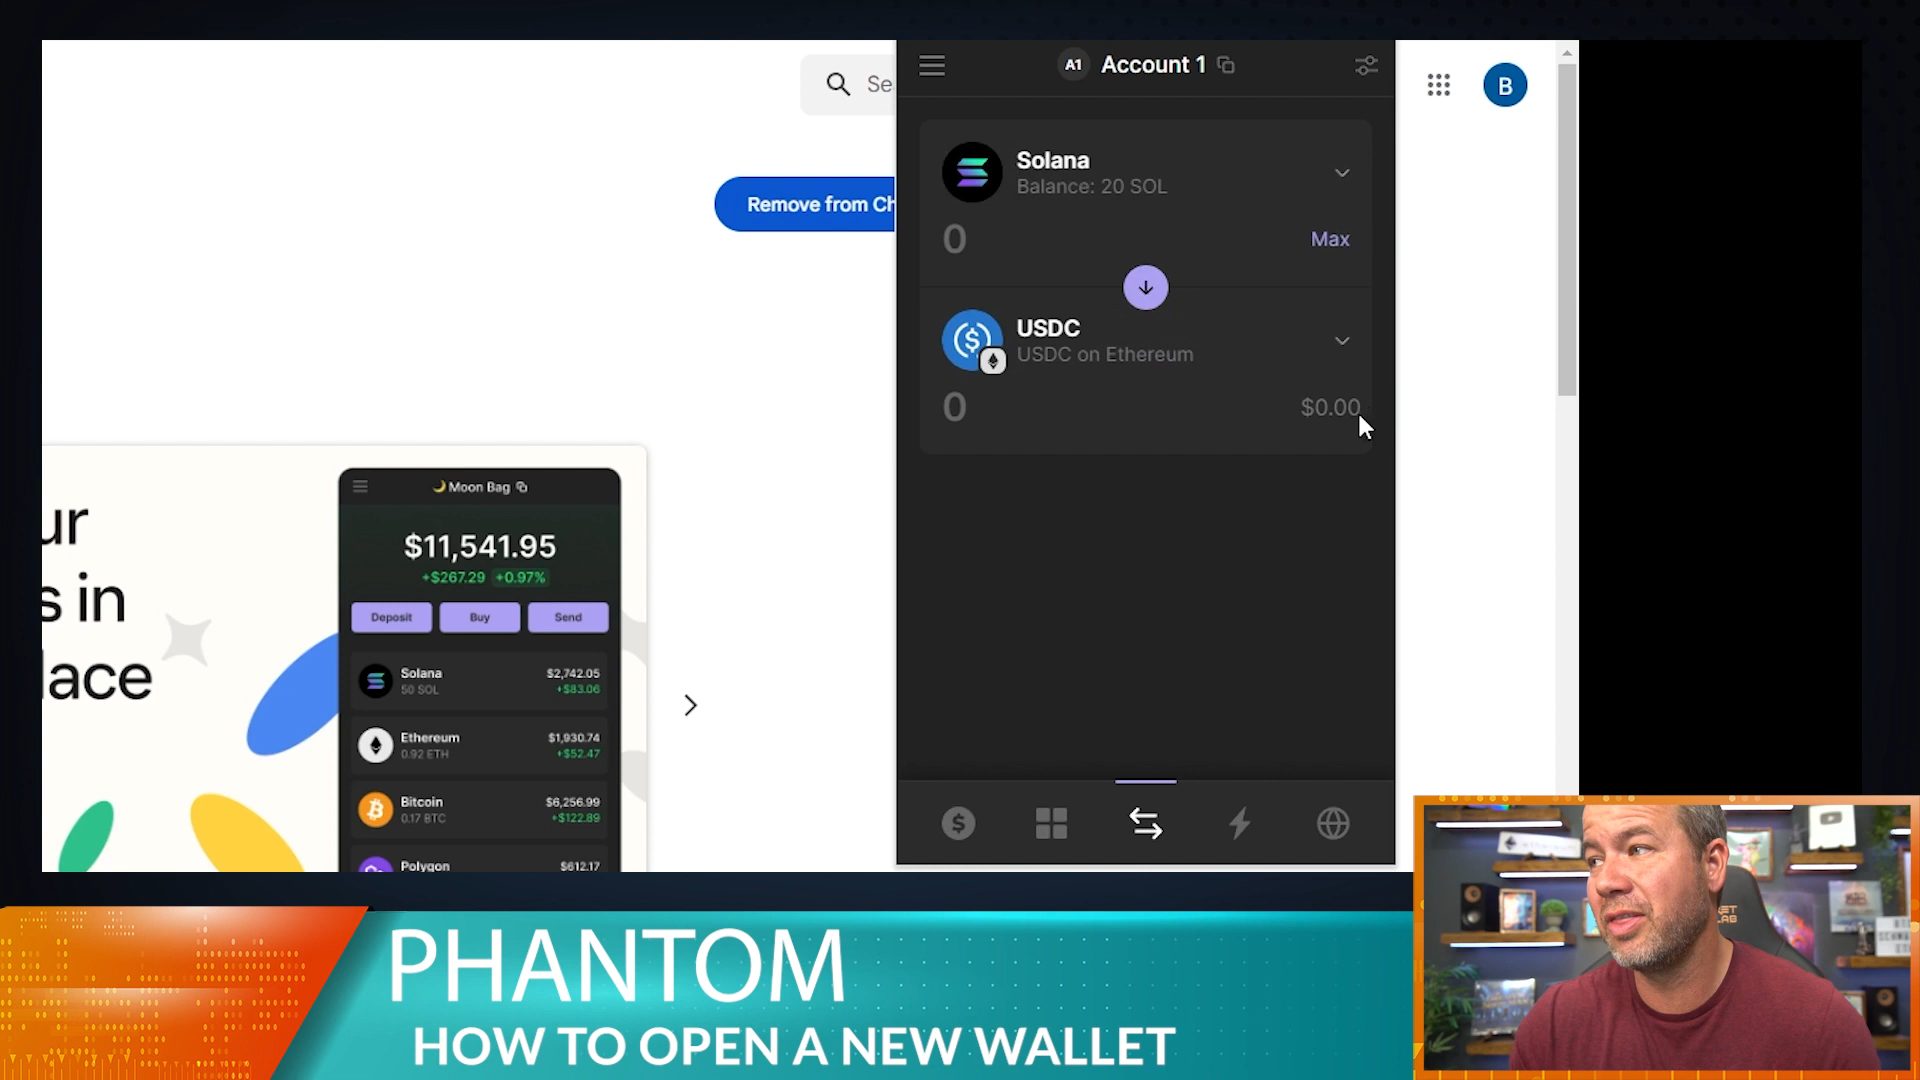 Se
B
A1 Account 1
Remove from Ch
Solana
Balance: 20 SOL
0
Max
USDC
USDC on Ethereum
0
$0.00
ur
s in
lace
Moon Bag
$11,541.95
+$267.29 +0.97%
Deposit
Buy
Send
Solana
$2,742.05
50 SOL
+$83.06
Ethereum
$1,930.74
0.92 ETH
+$52.47
Bitcoin
$6,256.99
0.17 BTC
+$122.89
Polygon
$612.17
PHANTOM
HOW TO OPEN A NEW WALLET